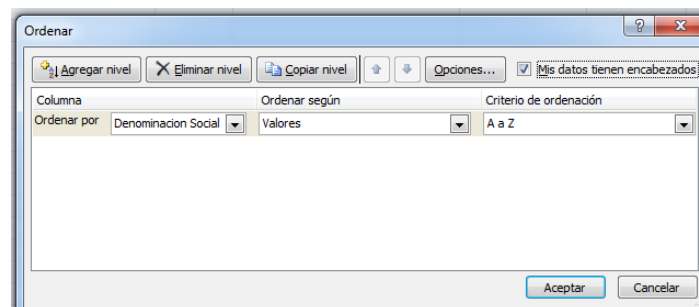 Ordenar
Agregar nivel Eliminar nivel Copiar nivel Opciones... Mis datos tienen encabezados
Columna Ordenar según Criterio de ordenación
Ordenar por Denominacion Social Valores A a Z
Aceptar Cancelar